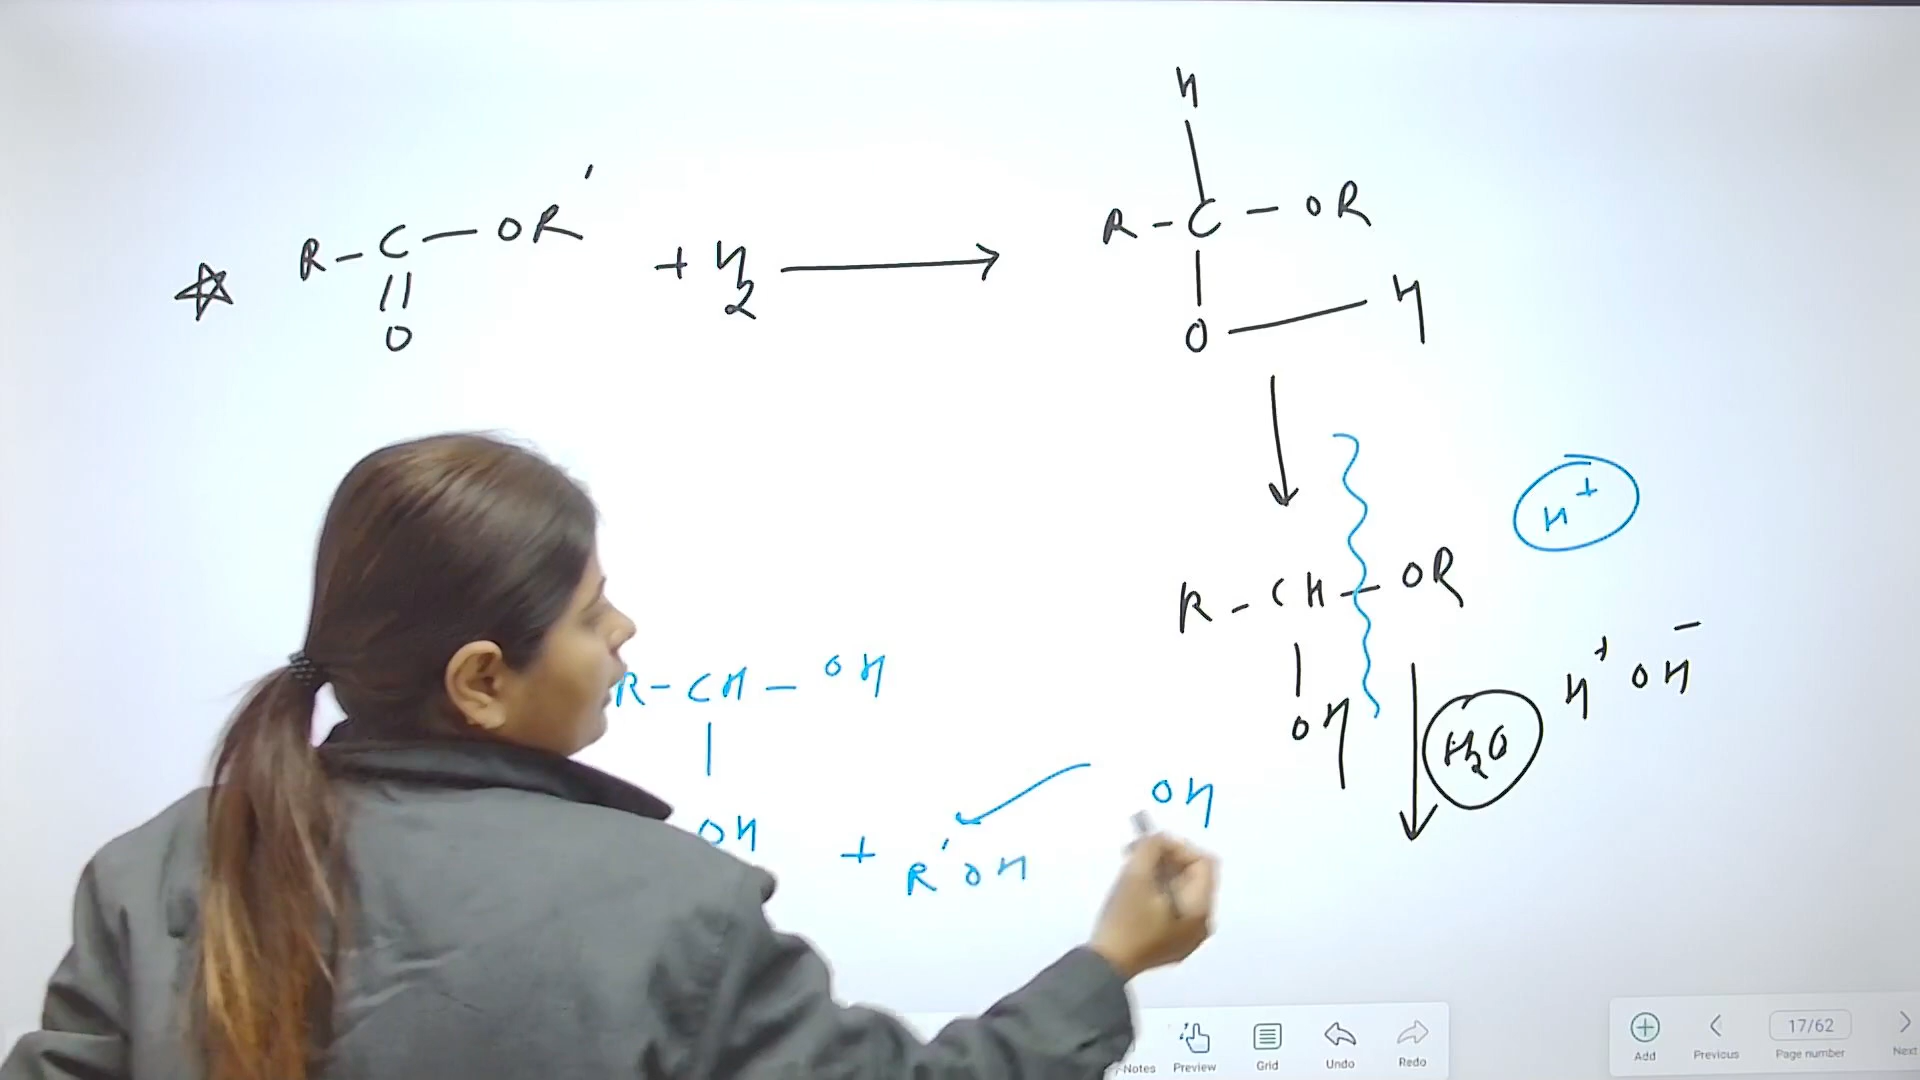 H
R-C-OR'
||
O
+ H2
R-C-OR
|
O-H
H+
R-CH-OR
|
OH
H2O
H+ OH-
R-CH-OH
|
OH
+ R'OH
OH
Notes
Preview
Grid
Undo
Redo
Add
Previous
17/62
Page number
Next